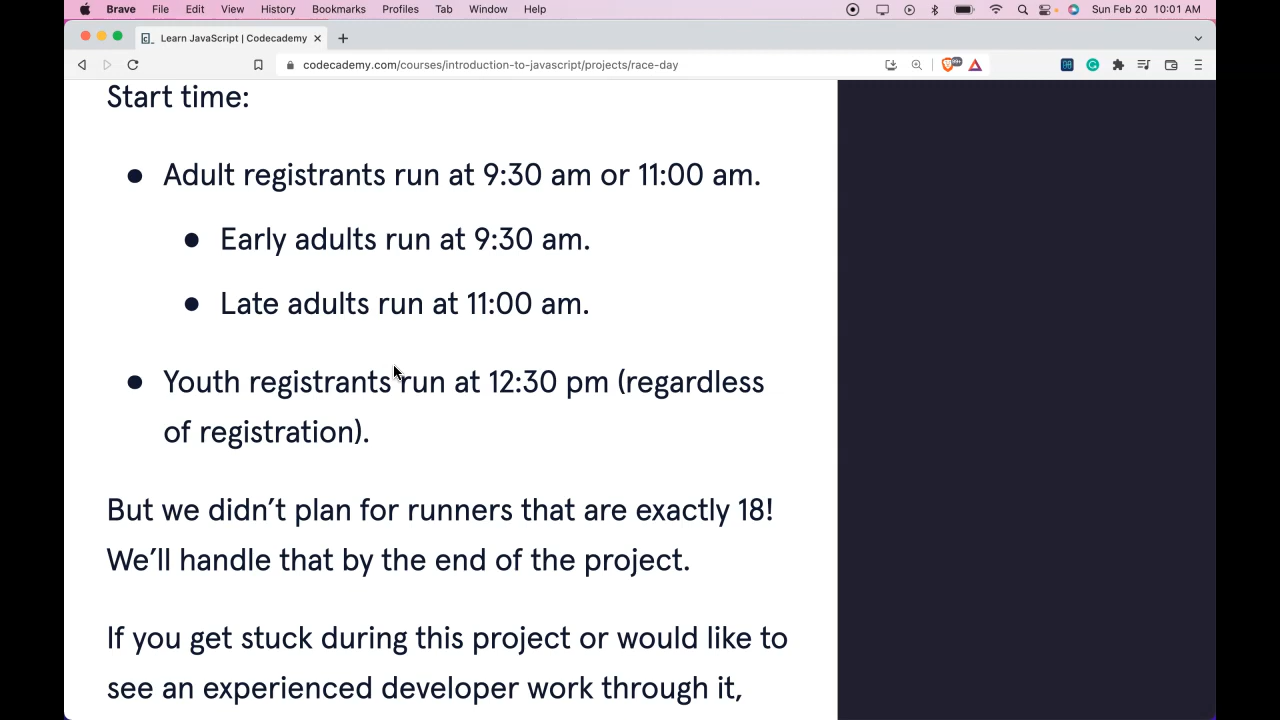 Brave File Edit View History Bookmarks Profiles Tab Window Help Sun Feb 20 10:01 AM
Learn JavaScript | Codecademy
codecademy.com/courses/introduction-to-javascript/projects/race-day 99+
Start time:
Adult registrants run at 9:30 am or 11:00 am.
Early adults run at 9:30 am.
Late adults run at 11:00 am.
Youth registrants run at 12:30 pm (regardless
of registration).
But we didn’t plan for runners that are exactly 18!
We’ll handle that by the end of the project.
If you get stuck during this project or would like to
see an experienced developer work through it,